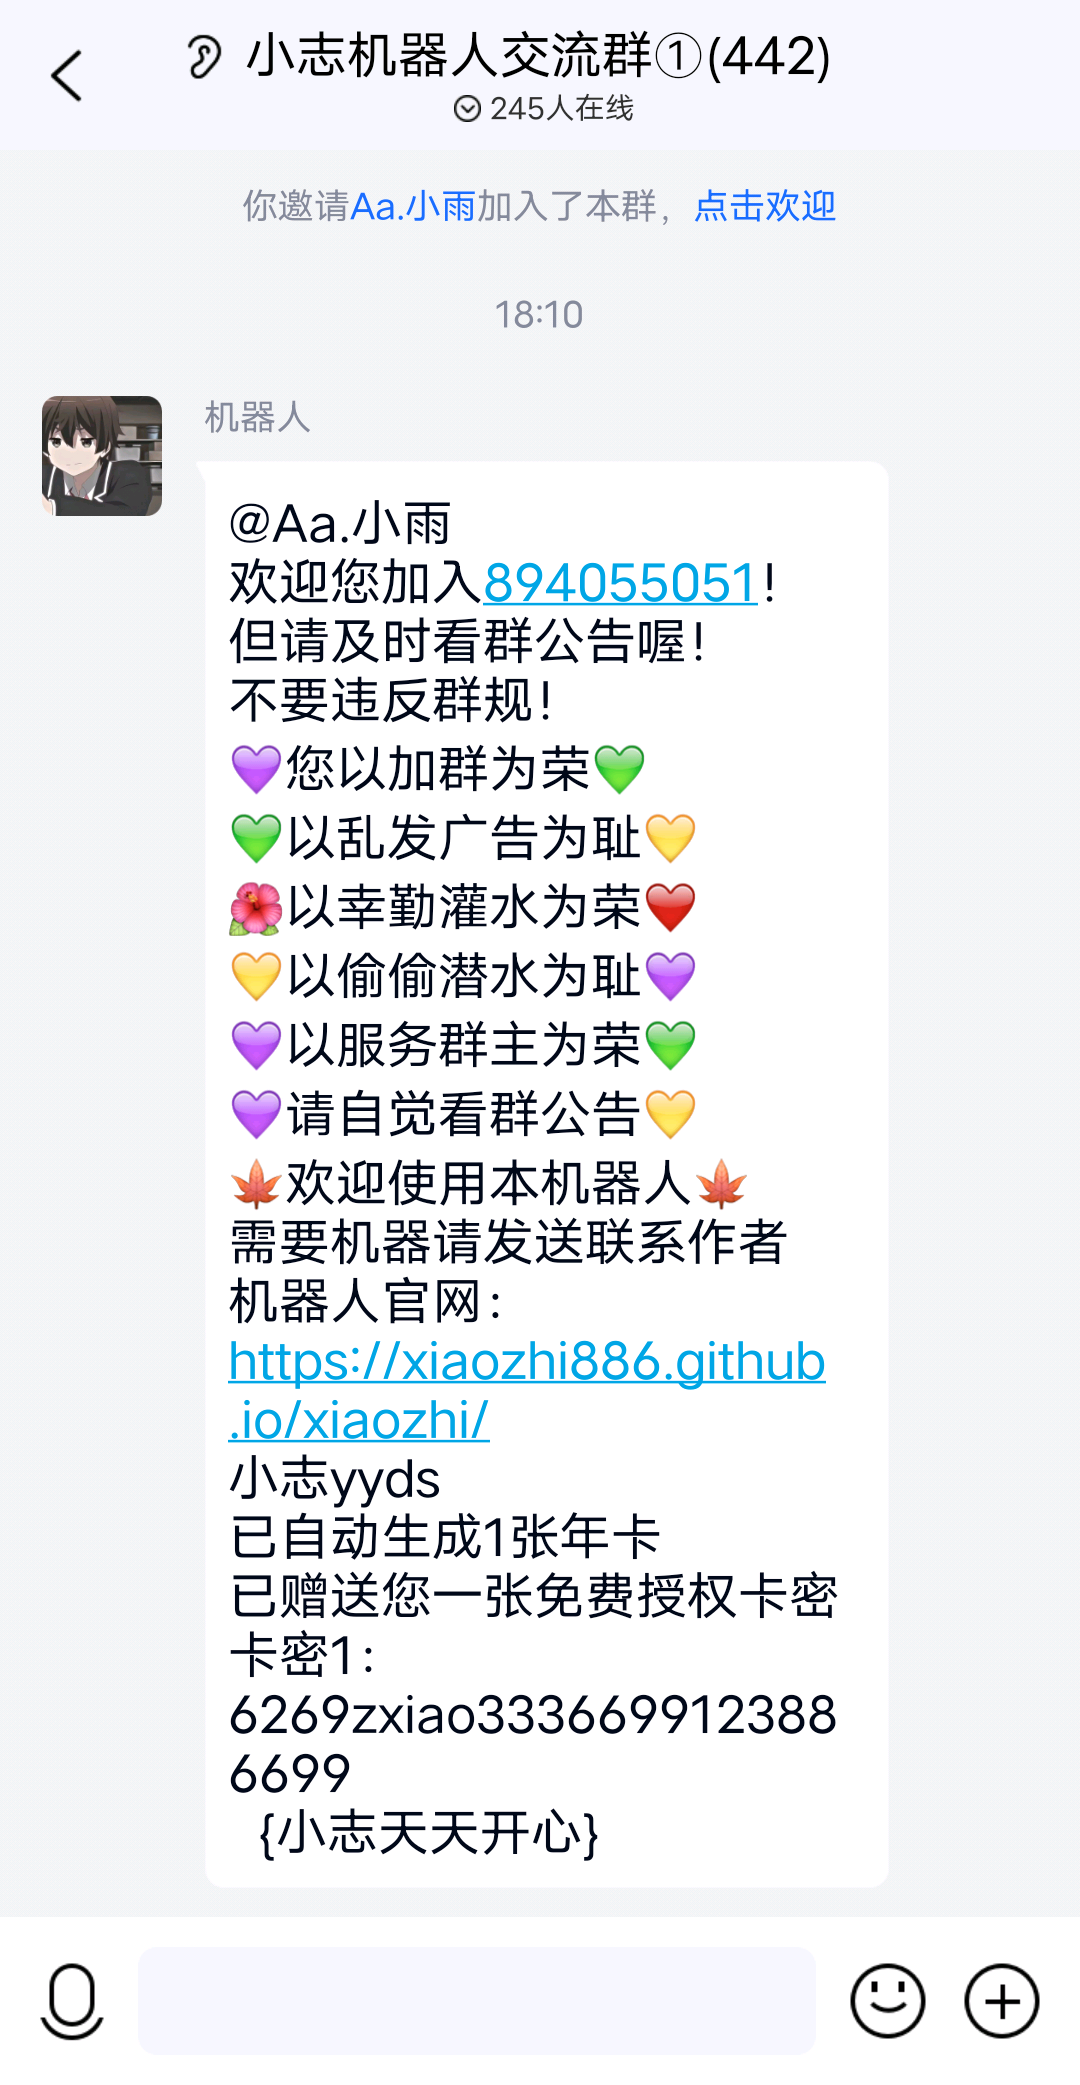 小志机器人交流群①(442)
245人在线
你邀请Aa.小雨加入了本群，点击欢迎
18:10
机器人
@Aa.小雨
欢迎您加入894055051！
但请及时看群公告喔！
不要违反群规！
💜您以加群为荣💚
💚以乱发广告为耻💛
🌺以幸勤灌水为荣❤️
💛以偷偷潜水为耻💜
💜以服务群主为荣💚
💜请自觉看群公告💛
🍁欢迎使用本机器人🍁
需要机器请发送联系作者
机器人官网：
https://xiaozhi886.github
.io/xiaozhi/
小志yyds
已自动生成1张年卡
已赠送您一张免费授权卡密
卡密1：
6269zxiao333669912388
6699
{小志天天开心}